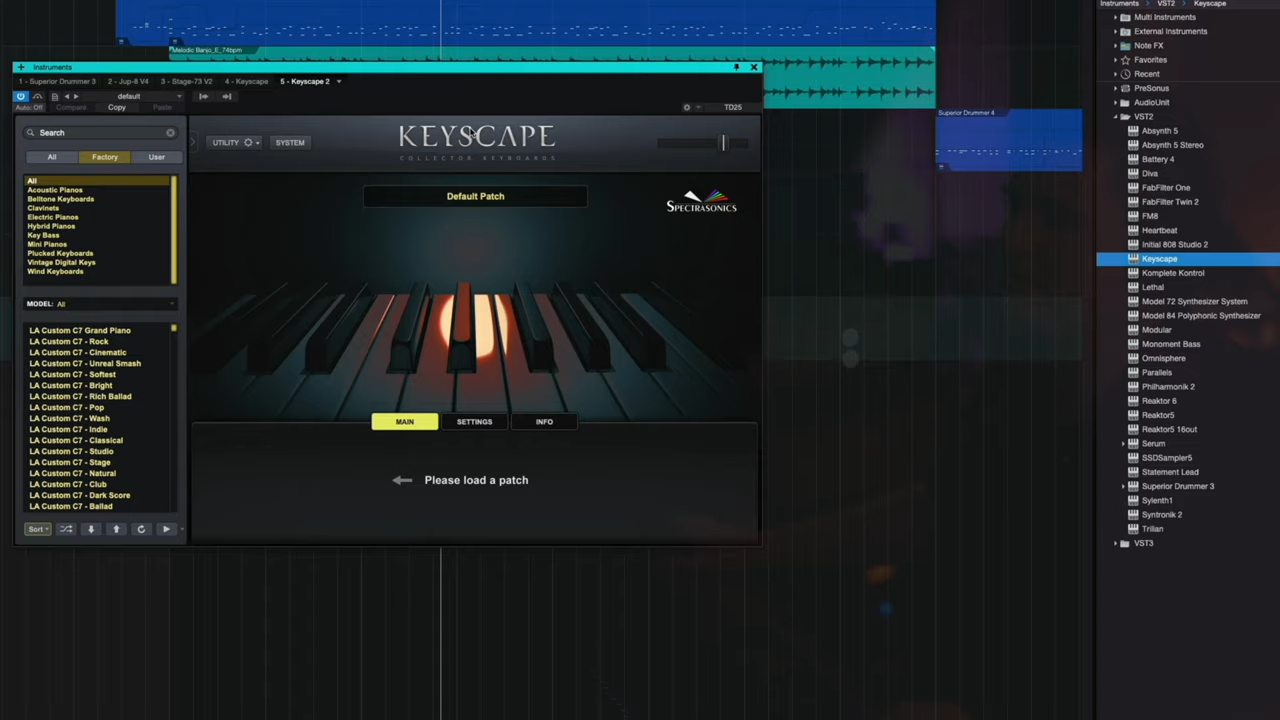 Melodic Banjo_E_74bpm
Instruments
1 - Superior Drummer 3
2 - Jup-8 V4
3 - Stage-73 V2
4 - Keyscape
5 - Keyscape 2
default
Auto: Off
Compare
Copy
Paste
TD25
Search
All
Factory
User
All
Acoustic Pianos
Belltone Keyboards
Clavinets
Electric Pianos
Hybrid Pianos
Key Bass
Mini Pianos
Plucked Keyboards
Vintage Digital Keys
Wind Keyboards
MODEL: All
LA Custom C7 Grand Piano
LA Custom C7 - Rock
LA Custom C7 - Cinematic
LA Custom C7 - Unreal Smash
LA Custom C7 - Softest
LA Custom C7 - Bright
LA Custom C7 - Rich Ballad
LA Custom C7 - Pop
LA Custom C7 - Wash
LA Custom C7 - Indie
LA Custom C7 - Classical
LA Custom C7 - Studio
LA Custom C7 - Stage
LA Custom C7 - Natural
LA Custom C7 - Club
LA Custom C7 - Dark Score
LA Custom C7 - Ballad
Sort
UTILITY
SYSTEM
KEYSCAPE
COLLECTOR KEYBOARDS
Default Patch
SPECTRASONICS
MAIN
SETTINGS
INFO
Please load a patch
Superior Drummer 4
Instruments
VST2
Keyscape
Multi Instruments
External Instruments
Note FX
Favorites
Recent
PreSonus
AudioUnit
VST2
Absynth 5
Absynth 5 Stereo
Battery 4
Diva
FabFilter One
FabFilter Twin 2
FM8
Heartbeat
Initial 808 Studio 2
Keyscape
Komplete Kontrol
Lethal
Model 72 Synthesizer System
Model 84 Polyphonic Synthesizer
Modular
Monument Bass
Omnisphere
Parallels
Philharmonik 2
Reaktor 6
Reaktor5
Reaktor5 16out
Serum
SSDSampler5
Statement Lead
Superior Drummer 3
Sylenth1
Syntronik 2
Trilian
VST3